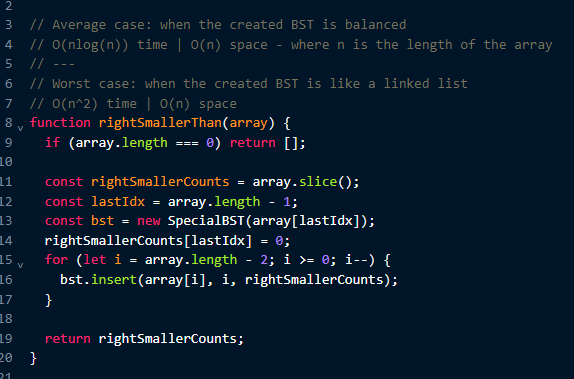 2
3 // Average case: when the created BST is balanced
4 // O(nlog(n)) time | O(n) space - where n is the length of the array
5 // ---
6 // Worst case: when the created BST is like a linked list
7 // O(n^2) time | O(n) space
8 function rightSmallerThan(array) {
9   if (array.length === 0) return [];
10
11   const rightSmallerCounts = array.slice();
12   const lastIdx = array.length - 1;
13   const bst = new SpecialBST(array[lastIdx]);
14   rightSmallerCounts[lastIdx] = 0;
15   for (let i = array.length - 2; i >= 0; i--) {
16     bst.insert(array[i], i, rightSmallerCounts);
17   }
18
19   return rightSmallerCounts;
20 }
21